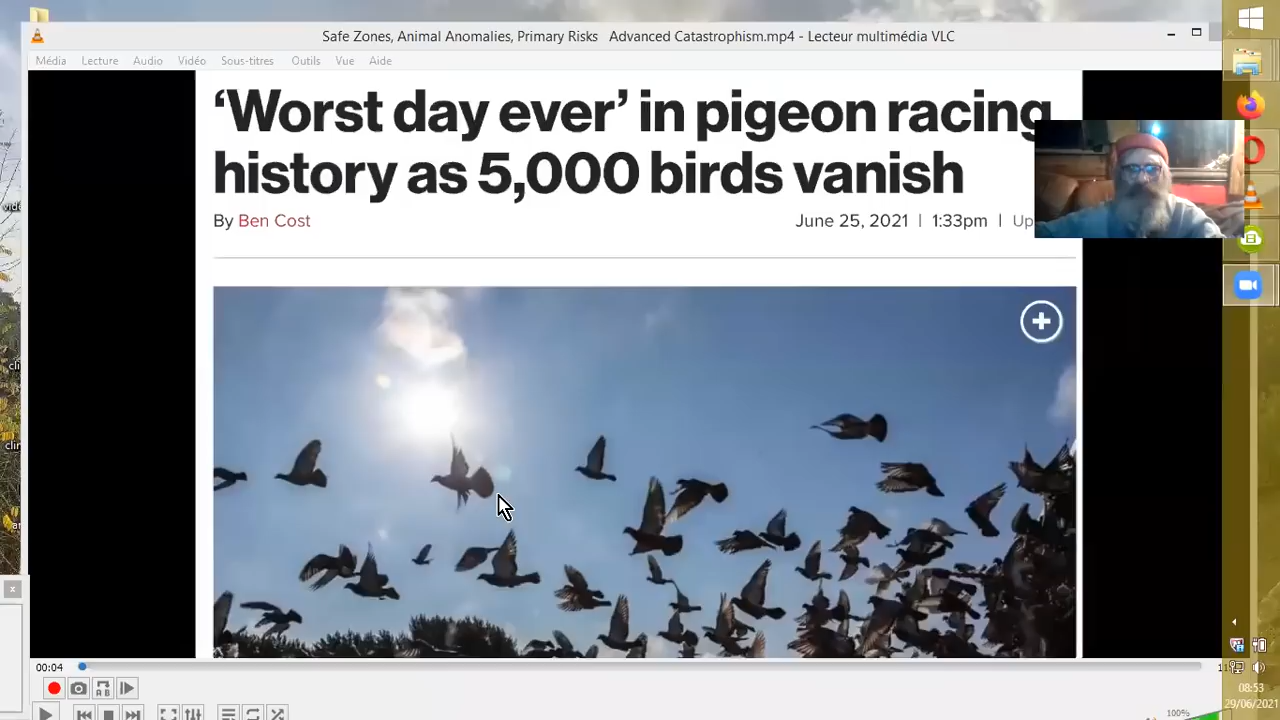 Safe Zones, Animal Anomalies, Primary Risks Advanced Catastrophism.mp4 - Lecteur multimédia VLC
Média Lecture Audio Vidéo Sous-titres Outils Vue Aide
‘Worst day ever’ in pigeon racing
history as 5,000 birds vanish
By Ben Cost June 25, 2021 | 1:33pm | Up
00:04
08:53
29/06/2021
100%